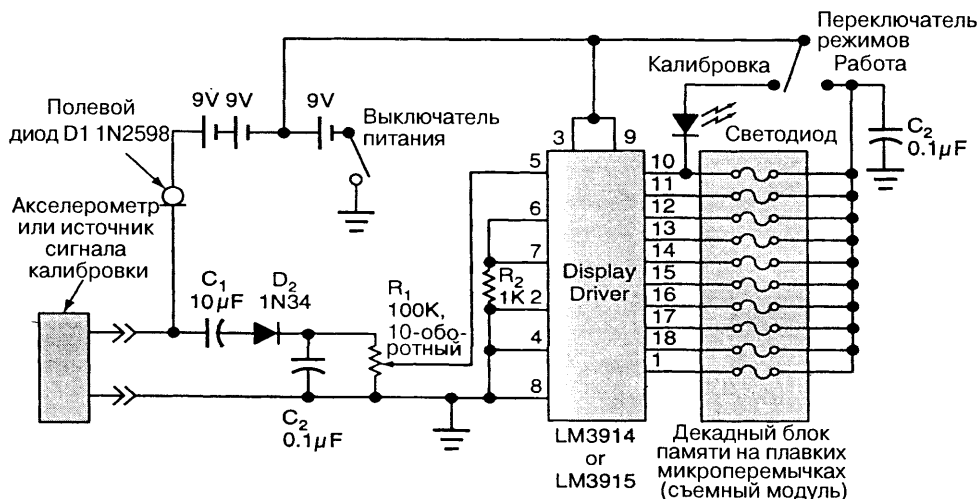 Переключатель
режимов
Калибровка
Работа
Полевой
диод D1 1N2598
9V
9V
9V
Выключатель
питания
Светодиод
C2
0.1µF
Акселерометр
или источник
сигнала
калибровки
C1
10µF
D2
1N34
R1
100K,
10-обо-
ротный
C2
0.1µF
R2
1K
3
9
5
6
7
2
4
8
Display
Driver
10
11
12
13
14
15
16
17
18
1
LM3914
or
LM3915
Декадный блок
памяти на плавких
микроперемычках
(съемный модуль)